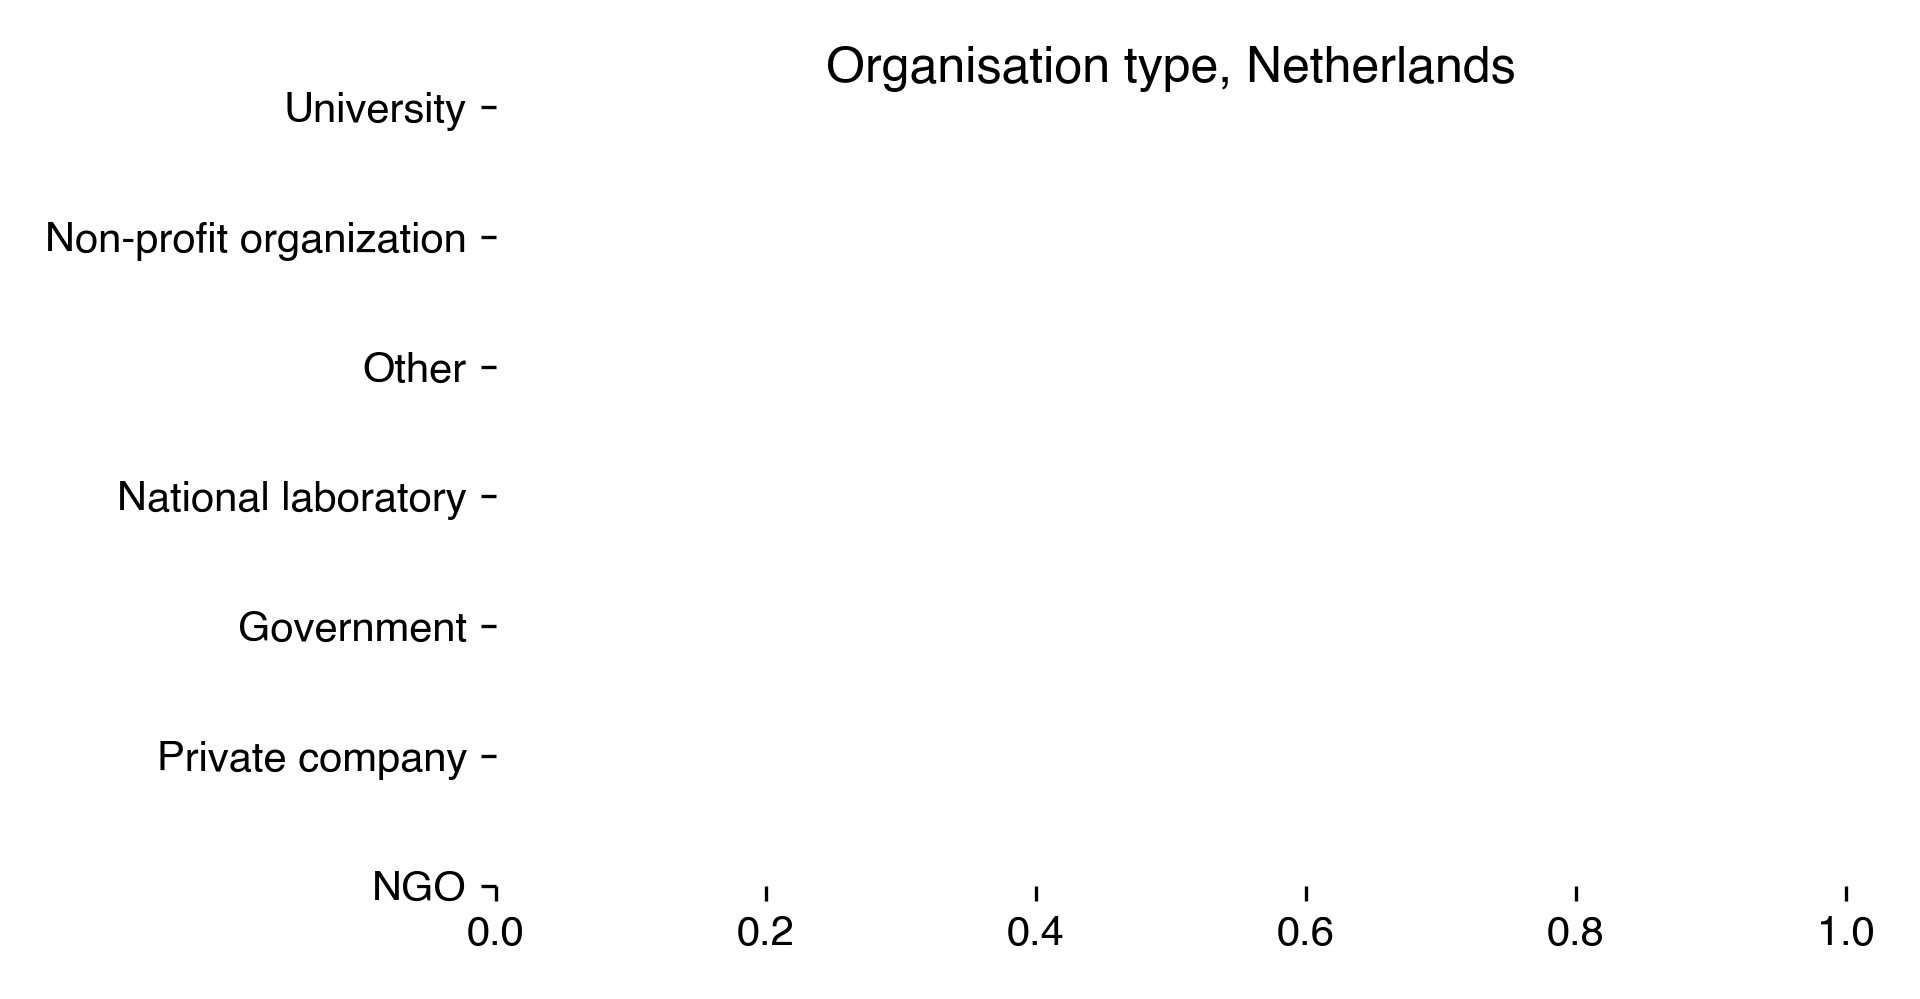 Organisation type, Netherlands
University
Non-profit organization
Other
National laboratory
Government
Private company
NGO
0.0 0.2 0.4 0.6 0.8 1.0